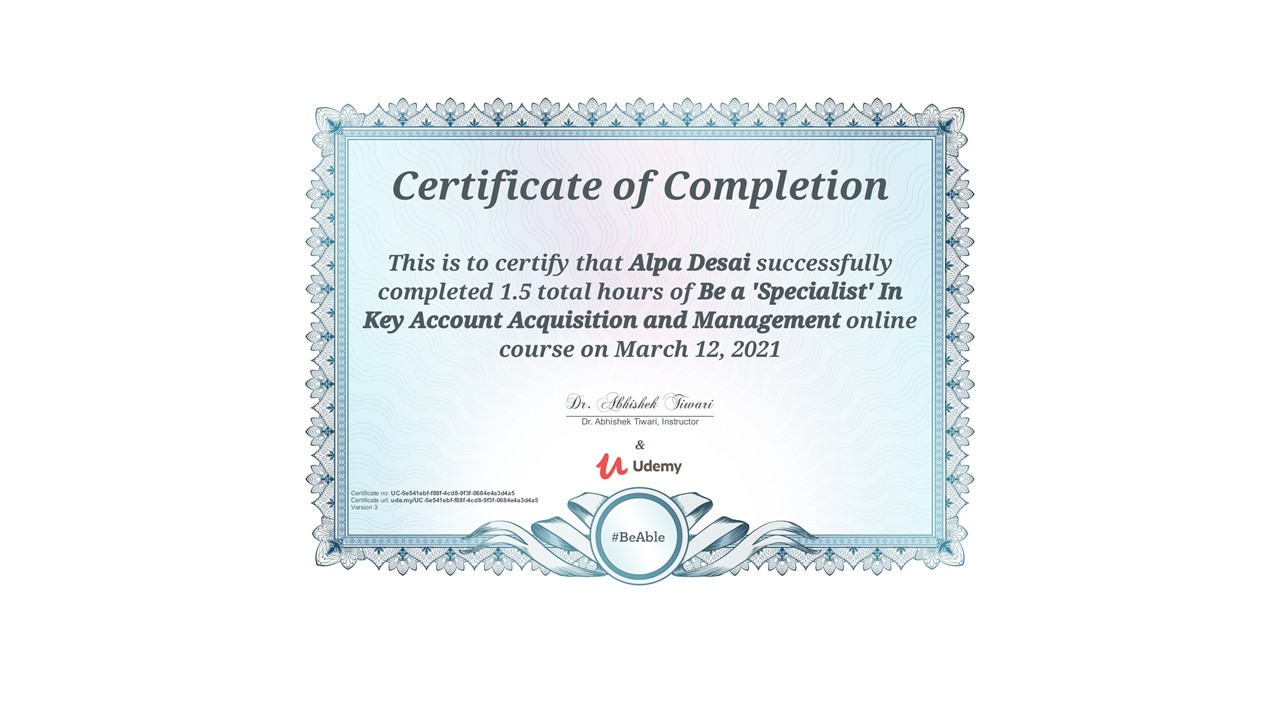 Certificate of Completion
This is to certify that Alpa Desai successfully
completed 1.5 total hours of Be a 'Specialist' In
Key Account Acquisition and Management online
course on March 12, 2021
Dr. Abhishek Tiwari
Dr. Abhishek Tiwari, Instructor
&
Udemy
Certificate no: UC-5e541ebf-f88f-4cd8-9f3f-0684e4a3d4a5
Certificate url: ude.my/UC-5e541ebf-f88f-4cd8-9f3f-0684e4a3d4a5
Version 3
#BeAble